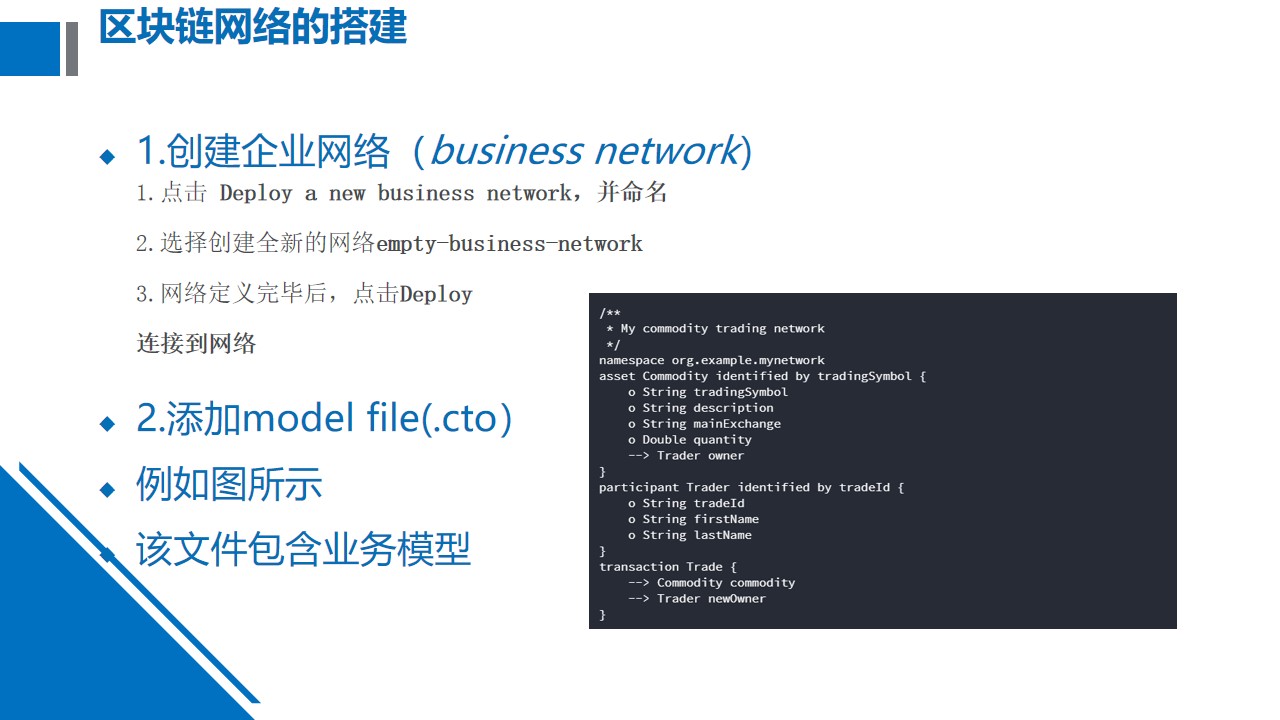 区块链网络的搭建
1.创建企业网络（business network）
1.点击 Deploy a new business network，并命名
2.选择创建全新的网络empty-business-network
3.网络定义完毕后，点击Deploy
连接到网络
2.添加model file(.cto）
例如图所示
该文件包含业务模型
/**
 * My commodity trading network
 */
namespace org.example.mynetwork
asset Commodity identified by tradingSymbol {
    o String tradingSymbol
    o String description
    o String mainExchange
    o Double quantity
    --> Trader owner
}
participant Trader identified by tradeId {
    o String tradeId
    o String firstName
    o String lastName
}
transaction Trade {
    --> Commodity commodity
    --> Trader newOwner
}